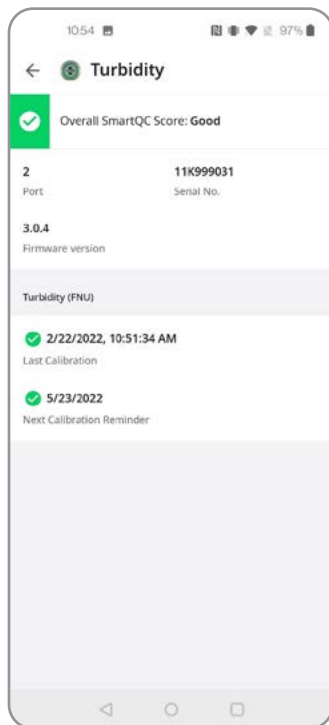 10:54 97%
Turbidity
Overall SmartQC Score: Good
2 11K999031
Port Serial No.
3.0.4
Firmware version
Turbidity (FNU)
2/22/2022, 10:51:34 AM
Last Calibration
5/23/2022
Next Calibration Reminder